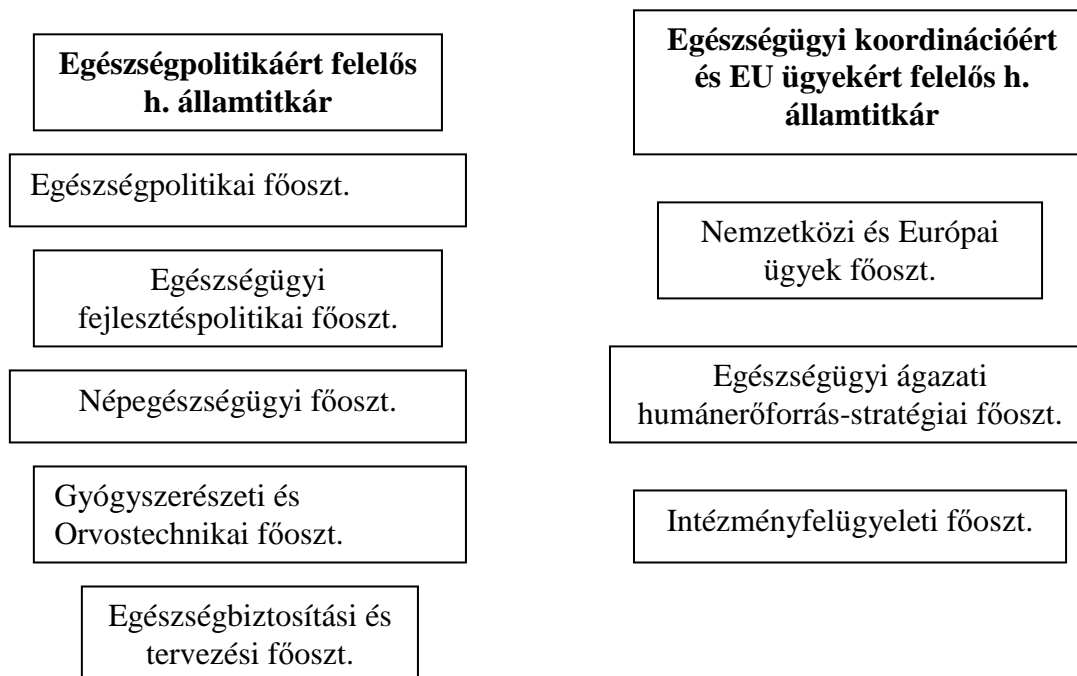 Egészségpolitikáért felelős
h. államtitkár
Egészségpolitikai főoszt.
Egészségügyi
fejlesztéspolitikai főoszt.
Népegészségügyi főoszt.
Gyógyszerészeti és
Orvostechnikai főoszt.
Egészségbiztosítási és
tervezési főoszt.
Egészségügyi koordinációért
és EU ügyekért felelős h.
államtitkár
Nemzetközi és Európai
ügyek főoszt.
Egészségügyi ágazati
humánerőforrás-stratégiai főoszt.
Intézményfelügyeleti főoszt.